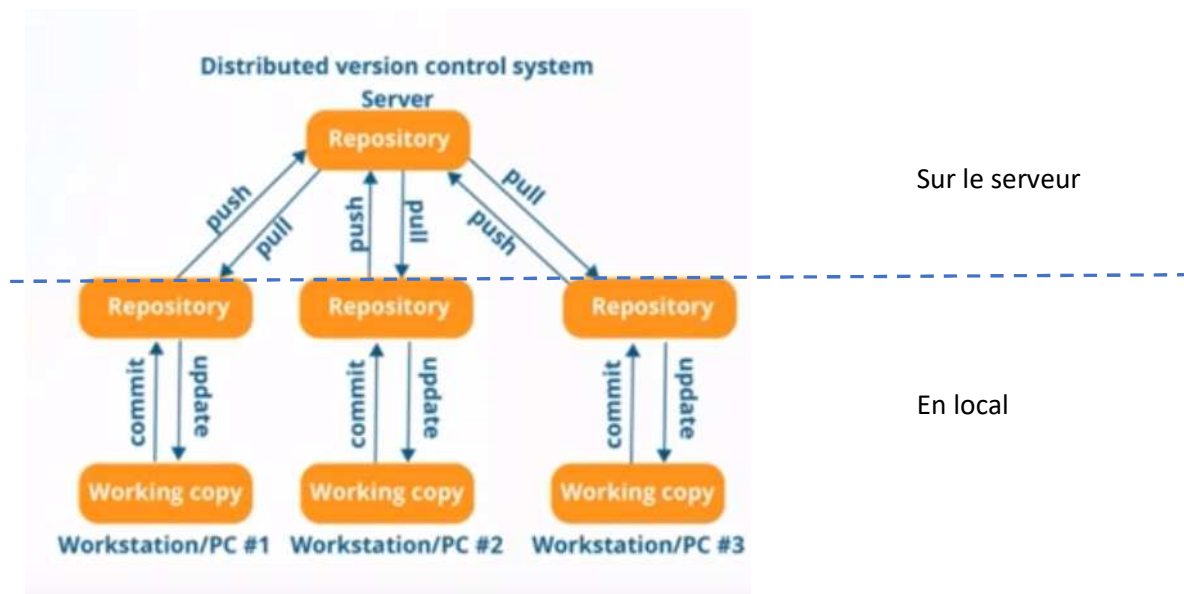 Distributed version control system
Server
Repository
Sur le serveur
push
pull
push
pull
push
pull
Repository
Repository
Repository
commit
update
commit
update
commit
update
En local
Working copy
Working copy
Working copy
Workstation/PC #1
Workstation/PC #2
Workstation/PC #3